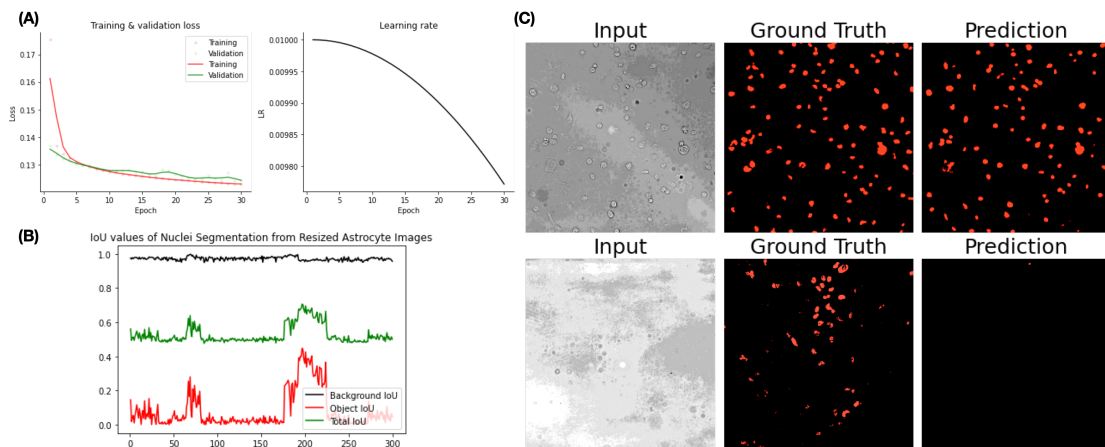 (A)
Training & validation loss
Training
Validation
Training
Validation
0.17
0.16
0.15
0.14
0.13
Loss
0 5 10 15 20 25 30
Epoch
Learning rate
0.01000
0.00995
0.00990
0.00985
0.00980
LR
0 5 10 15 20 25 30
Epoch
(B)
IoU values of Nuclei Segmentation from Resized Astrocyte Images
1.0
0.8
0.6
0.4
0.2
0.0
Background IoU
Object IoU
Total IoU
0 50 100 150 200 250 300
(C)
Input Ground Truth Prediction
Input Ground Truth Prediction